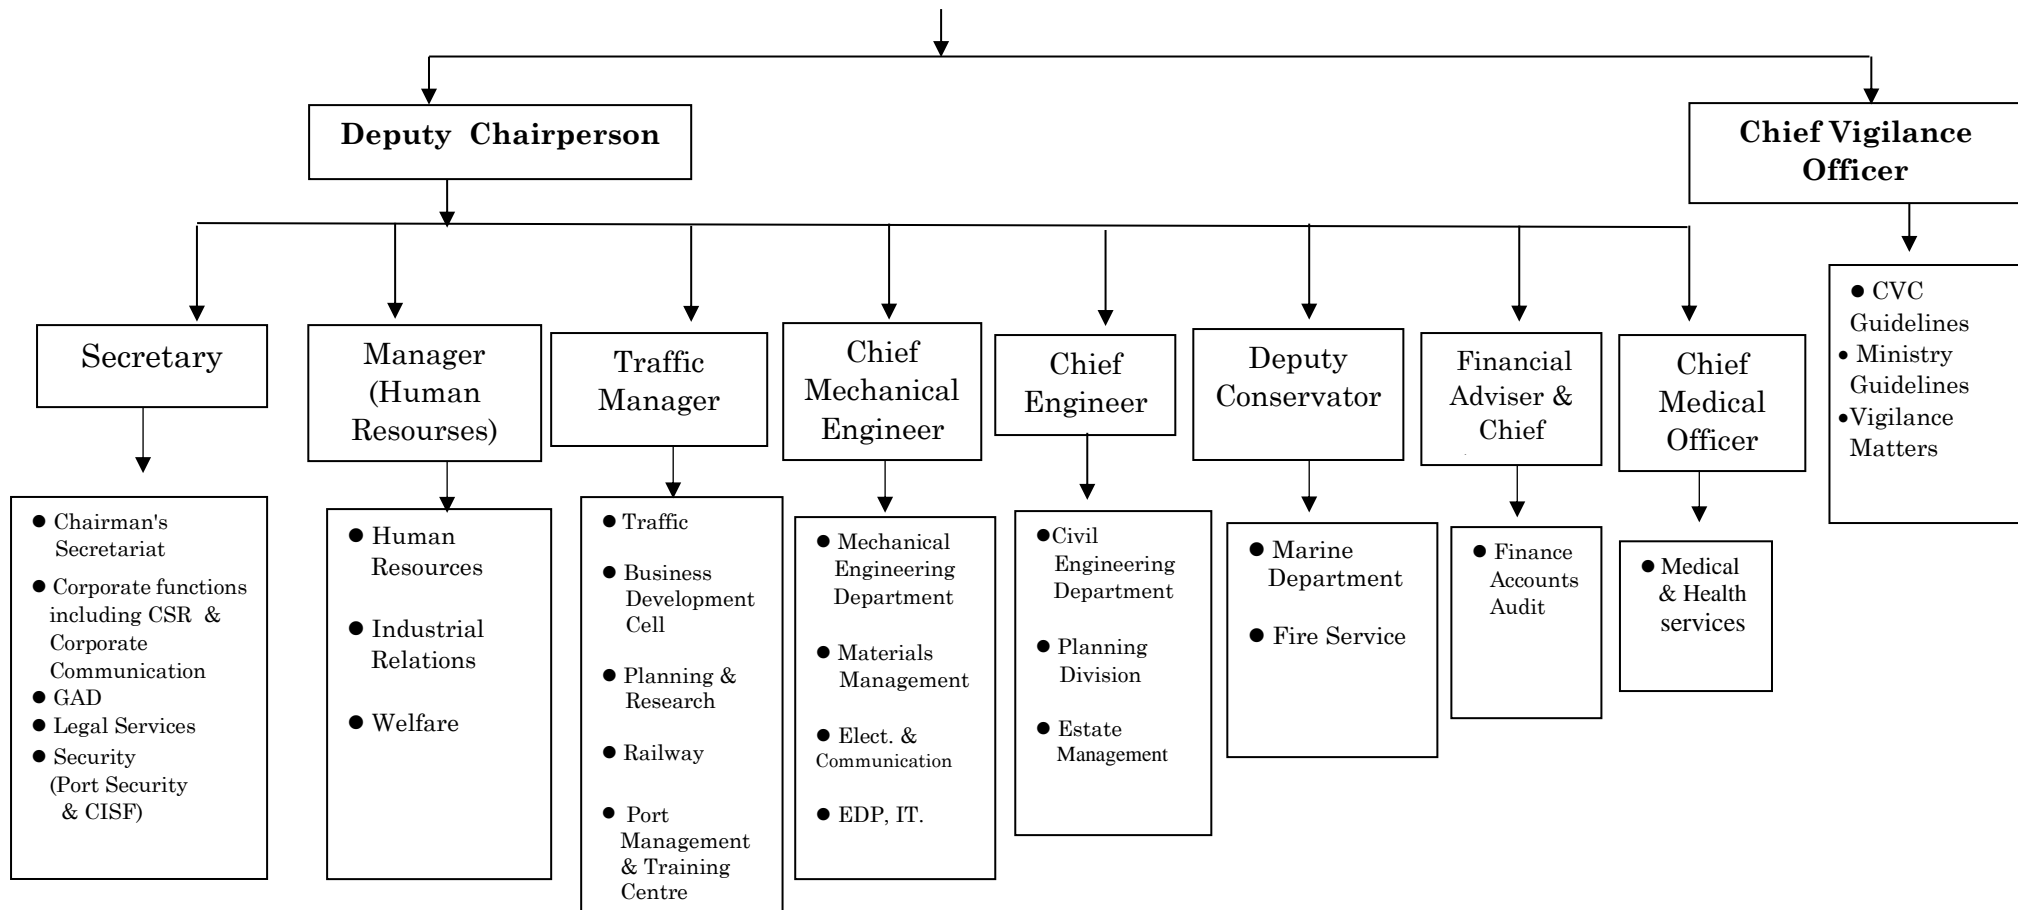 Deputy Chairperson
Chief Vigilance
Officer
Secretary
Manager
(Human
Resourses)
Traffic
Manager
Chief
Mechanical
Engineer
Chief
Engineer
Deputy
Conservator
Financial
Adviser &
Chief
Chief
Medical
Officer
● CVC
Guidelines
• Ministry
Guidelines
•Vigilance
Matters
● Chairman's
Secretariat
● Corporate functions
including CSR &
Corporate
Communication
● GAD
● Legal Services
● Security
(Port Security
& CISF)
● Human
Resources
● Industrial
Relations
● Welfare
● Traffic
● Business
Development
Cell
● Planning &
Research
● Railway
● Port
Management
& Training
Centre
● Mechanical
Engineering
Department
● Materials
Management
● Elect. &
Communication
● EDP, IT.
●Civil
Engineering
Department
● Planning
Division
● Estate
Management
● Marine
Department
● Fire Service
● Finance
Accounts
Audit
● Medical
& Health
services